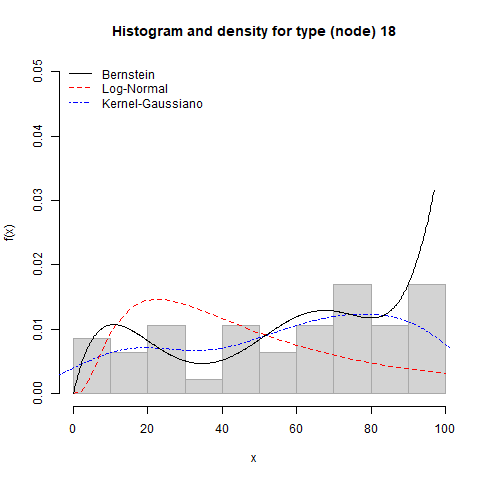 Histogram and density for type (node) 18
Bernstein
Log-Normal
Kernel-Gaussiano
f(x)
0.05
0.04
0.03
0.02
0.01
0.00
0 20 40 60 80 100
x